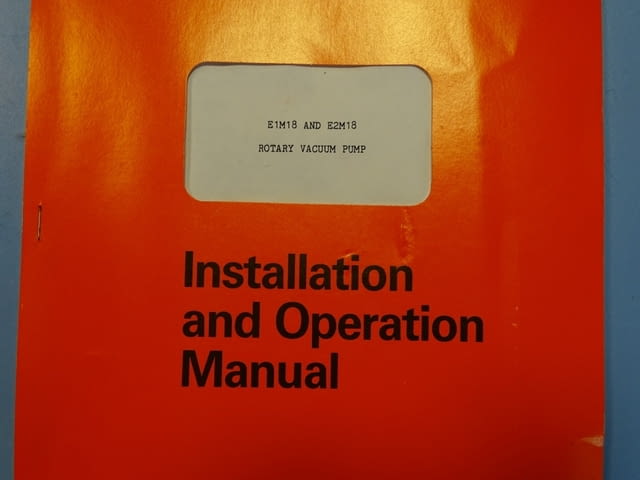 E1M18 AND E2M18
ROTARY VACUUM PUMP
Installation
and Operation
Manual